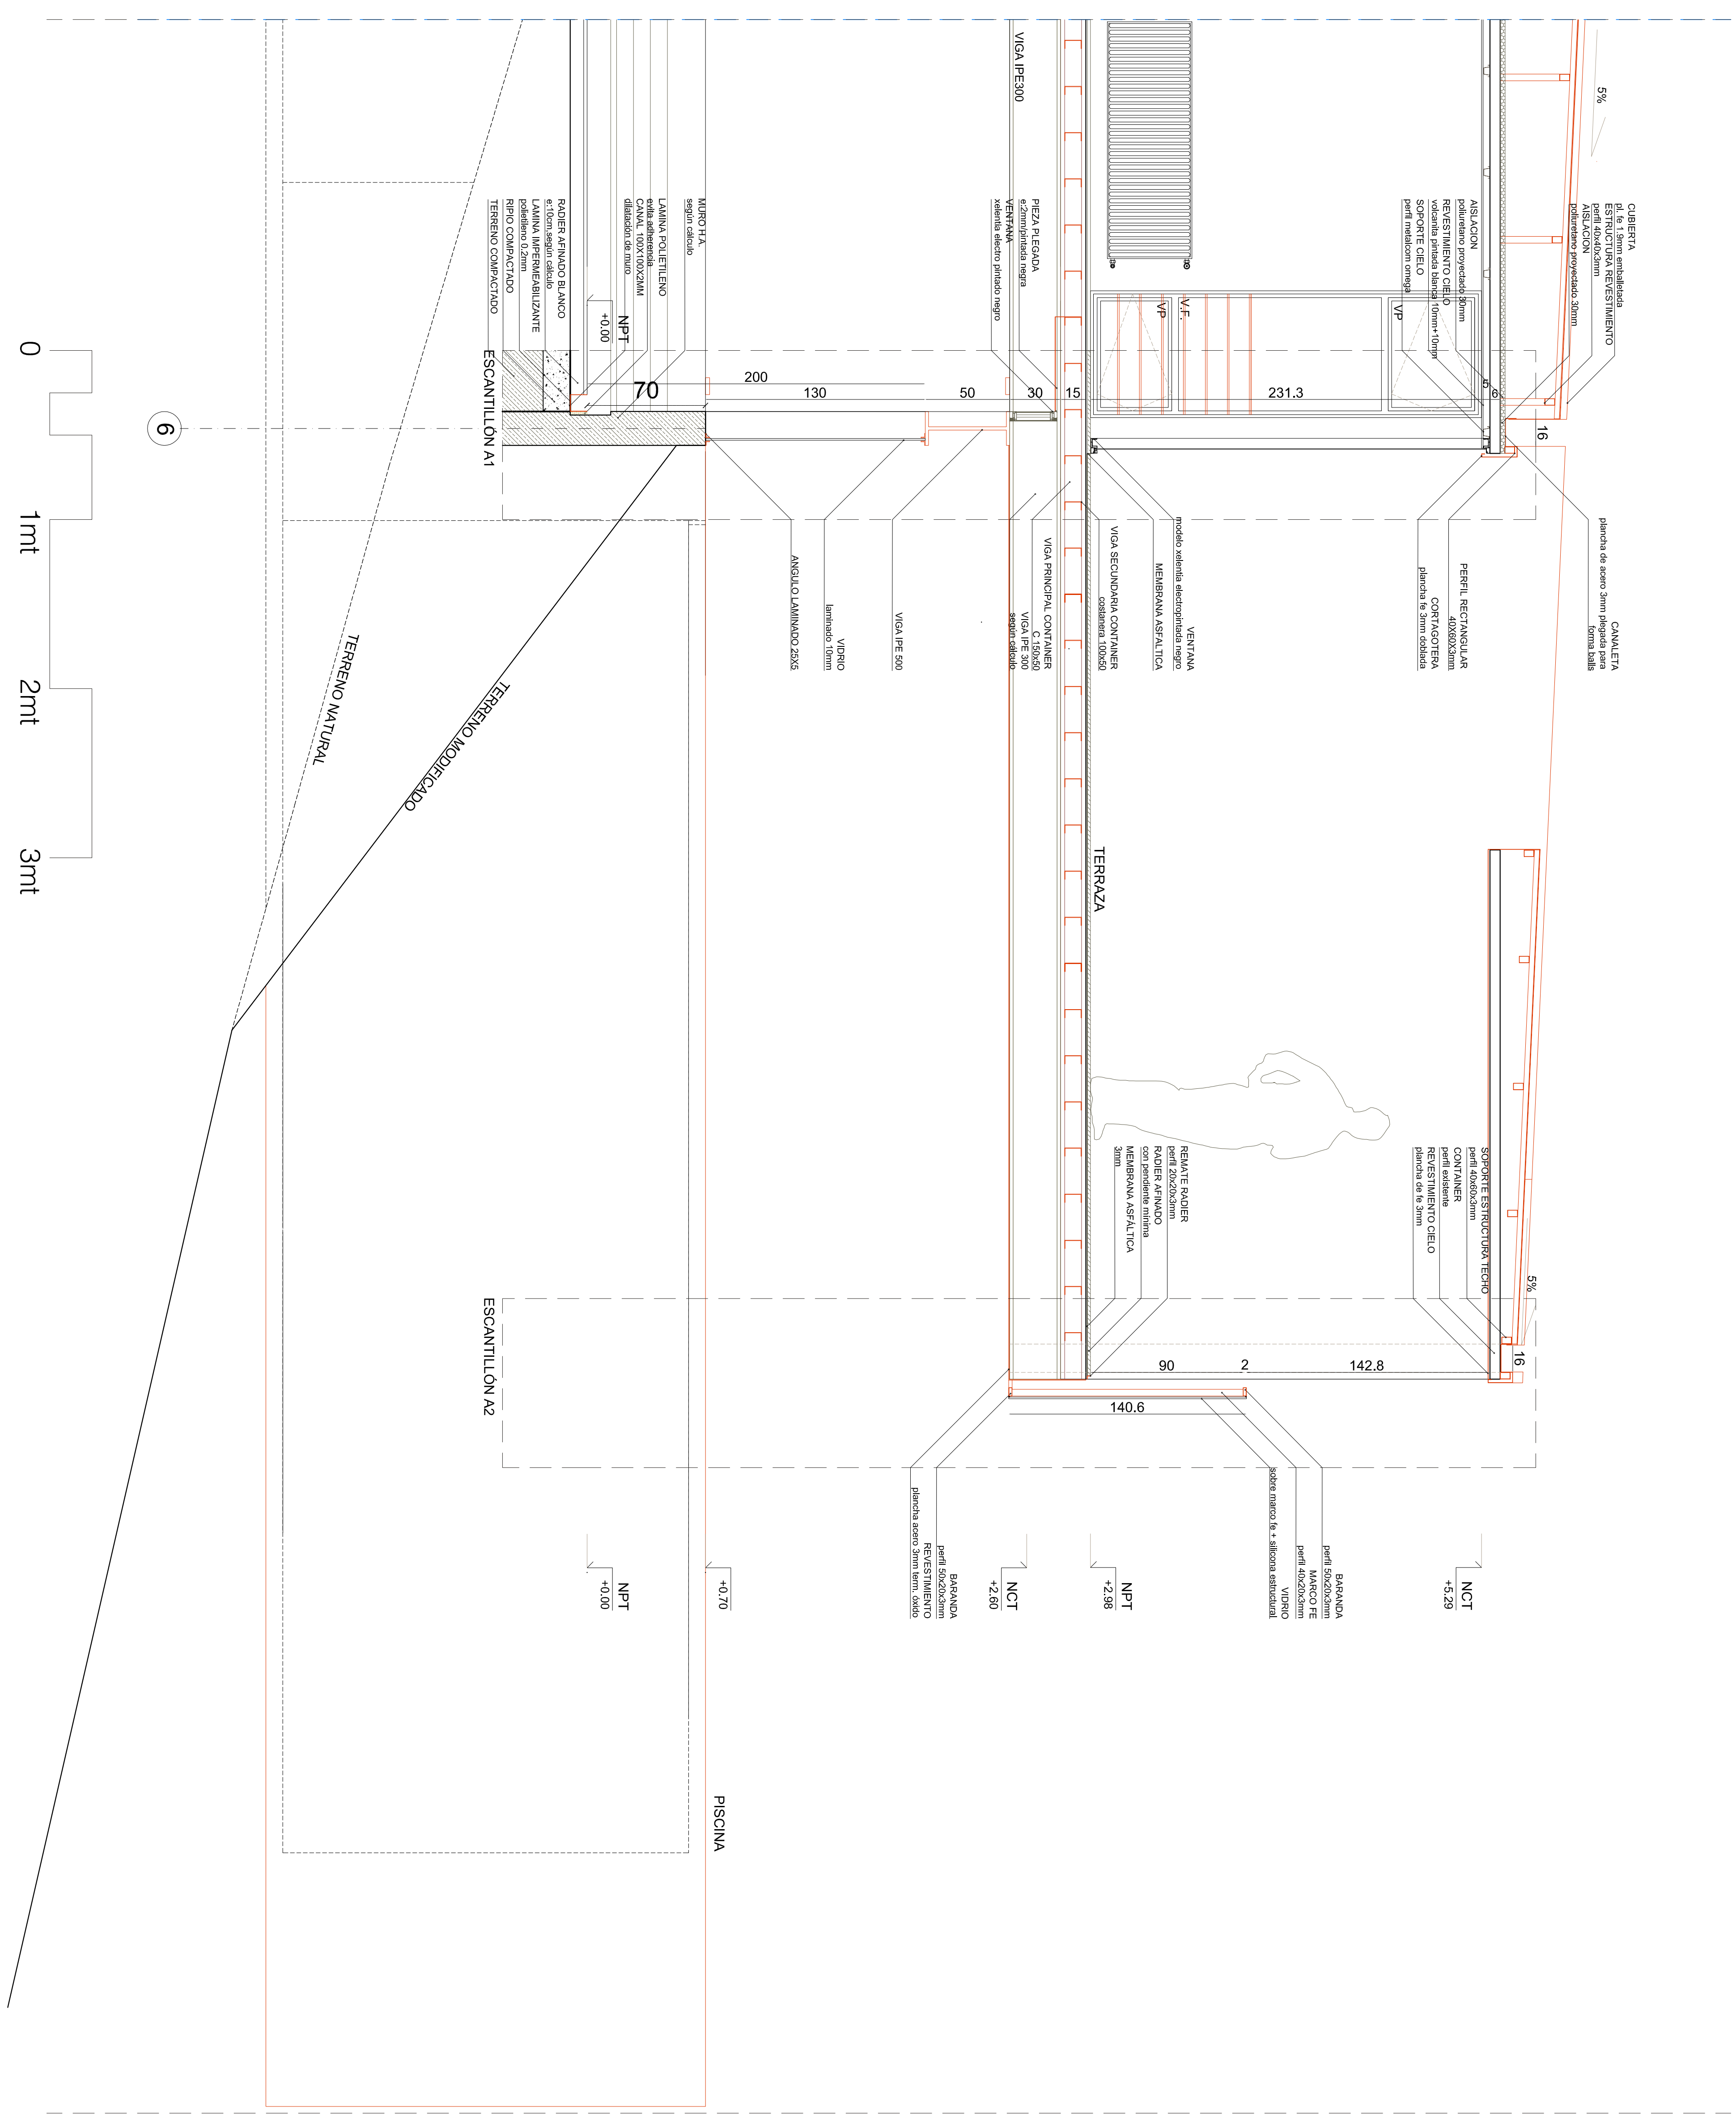 CUBIERTA
pl. fe 1.9mm emballetada
ESTRUCTURA REVESTIMIENTO
perfil 40x40x3mm
AISLACION
poliuretano proyectado 30mm
5%
AISLACION
poliuretano proyectado 30mm
REVESTIMIENTO CIELO
volcanita pintada blanca 10mm+10mm
SOPORTE CIELO
perfil metalcom omega
16
CANALETA
plancha de acero 3mm plegada para
forma balls
PERFIL RECTANGULAR
40X60X3mm
CORTAGOTERA
plancha fe 3mm doblada
SOPORTE ESTRUCTURA TECHO
perfil 40x60x3mm
CONTAINER
perfil existente
REVESTIMIENTO CIELO
plancha de fe 3mm
5%
16
NCT
+5.29
5
6
VP
231.3
142.8
V.F.
VP
2
BARANDA
perfil 50x20x3mm
MARCO FE
perfil 40x20x3mm
VIDRIO
sobre marco fe + silicona estructural
VENTANA
modelo xelentia electropintada negro
MEMBRANA ASFALTICA
REMATE RADIER
perfil 20x20x3mm
RADIER AFINADO
con pendiente mínima
MEMBRANA ASFÁLTICA
3mm
90
140.6
TERRAZA
NPT
+2.98
VIGA SECUNDARIA CONTAINER
costanera 100x50
VIGA PRINCIPAL CONTAINER
C 150x50
VIGA IPE 300
según cálculo
15
30
50
130
200
70
VIGA IPE300
PIEZA PLEGADA
e:2mm/pintada negra
VENTANA
xelentia electro pintado negro
NCT
+2.60
BARANDA
perfil 50x20x3mm
REVESTIMIENTO
plancha acero 3mm term. óxido
VIGA IPE 500
VIDRIO
laminado 10mm
ANGULO LAMINADO 25X5
MURO H.A.
según cálculo
LAMINA POLIETILENO
evita adherencia
CANAL 100X100X2MM
dilatación de muro
NPT
+0.00
RADIER AFINADO BLANCO
e:10cm,según cálculo
LAMINA IMPERMEABILIZANTE
polietileno 0.2mm
RIPIO COMPACTADO
TERRENO COMPACTADO
PISCINA
+0.70
NPT
+0.00
ESCANTILLÓN A1
ESCANTILLÓN A2
TERRENO MODIFICADO
TERRENO NATURAL
6
0
1mt
2mt
3mt